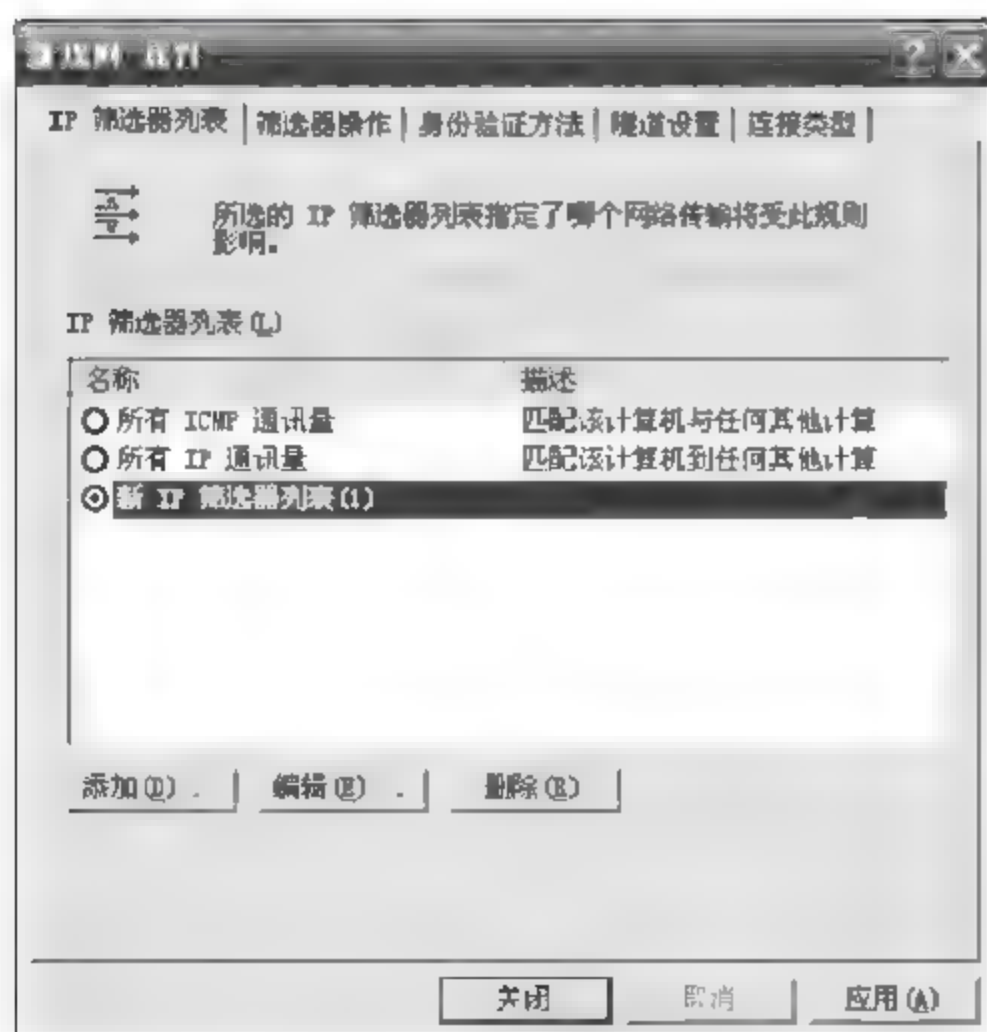 新规则 属性
IP 筛选器列表 筛选器操作 身份验证方法 隧道设置 连接类型
所选的 IP 筛选器列表指定了哪个网络传输将受此规则
影响。
IP 筛选器列表(L)
名称 描述
所有 ICMP 通讯量 匹配该计算机与任何其他计算
所有 IP 通讯量 匹配该计算机到任何其他计算
新 IP 筛选器列表(1)
添加(D) . 编辑(E) . 删除(R)
关闭 取消 应用(A)